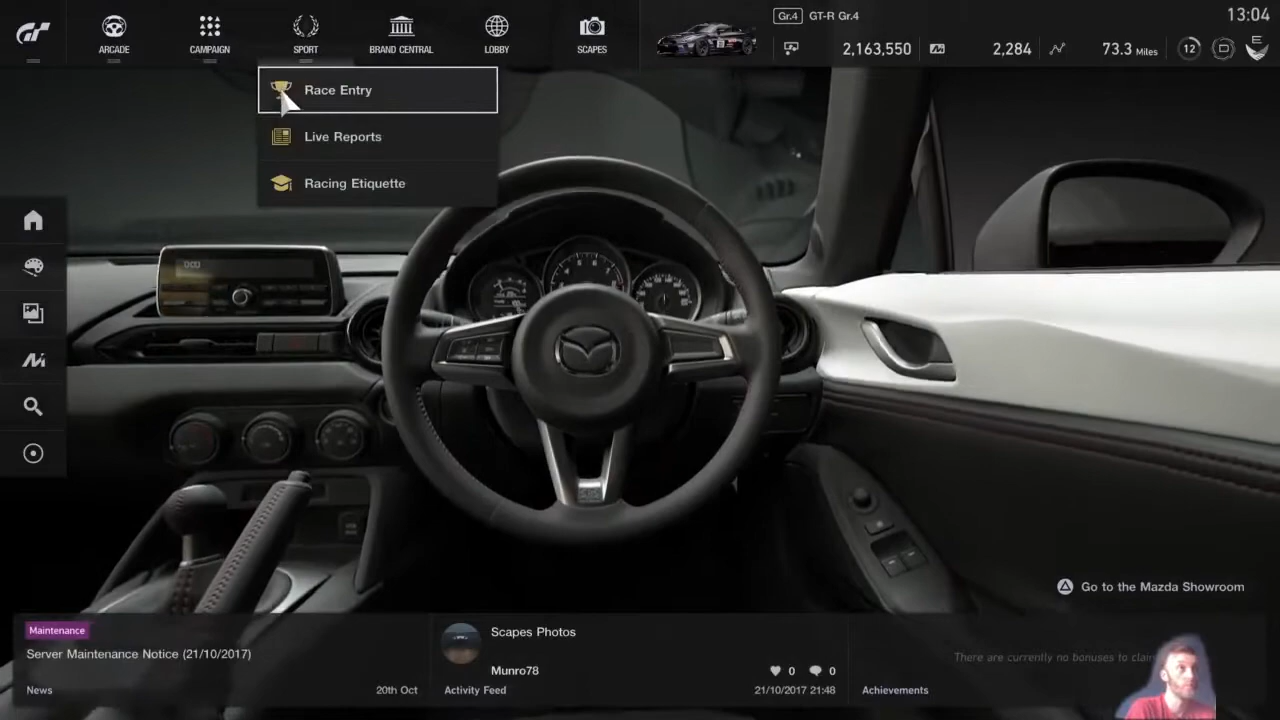 Gr.4 GT-R Gr.4
13:04
ARCADE
CAMPAIGN
SPORT
BRAND CENTRAL
LOBBY
SCAPES
2,163,550
2,284
73.3 Miles
12
D
E
Race Entry
Live Reports
Racing Etiquette
Go to the Mazda Showroom
Maintenance
Server Maintenance Notice (21/10/2017)
News
20th Oct
Scapes Photos
Munro78
0
0
Activity Feed
21/10/2017 21:48
There are currently no bonuses to
Achievements